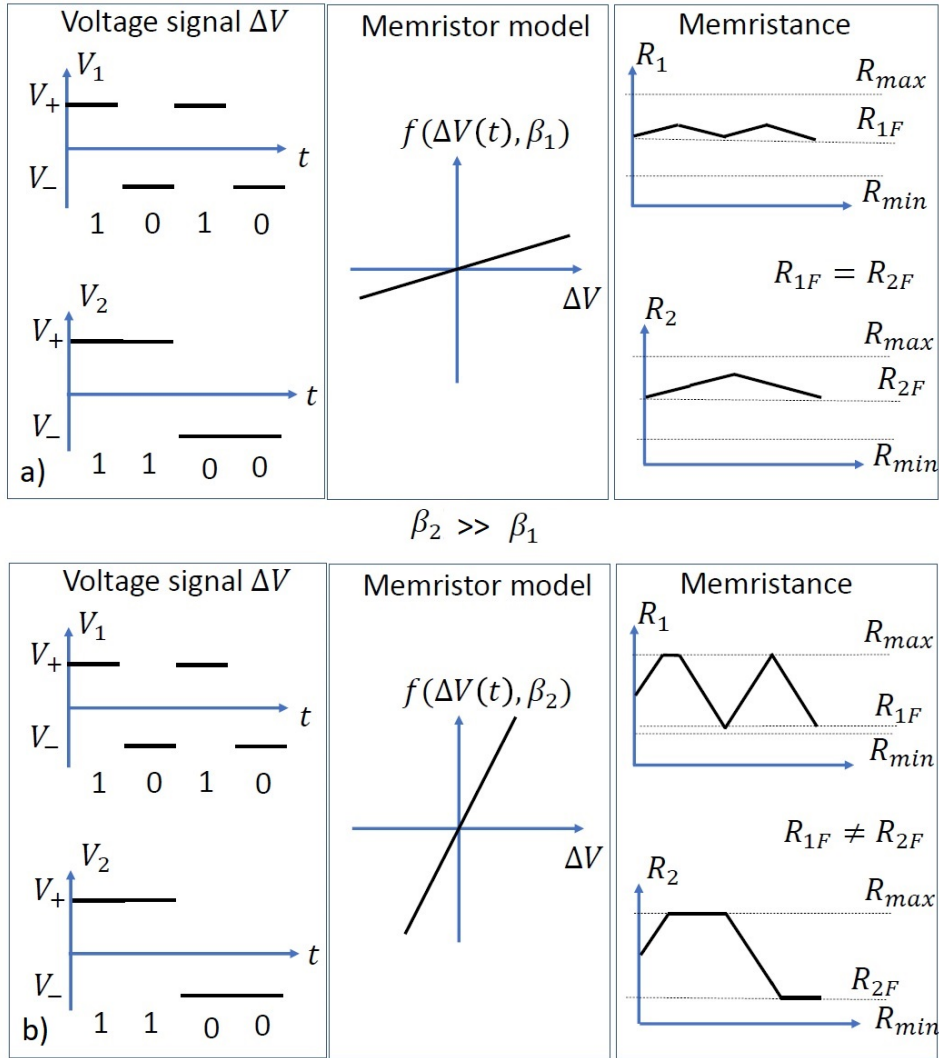 Voltage signal ΔV
V₁
V₊
t
V₋
1 0 1 0
V₂
V₊
t
V₋
1 1 0 0
a)
Memristor model
f(ΔV(t), β₁)
ΔV
Memristance
R₁
Rₘₐₓ
R₁F
Rₘᵢₙ
R₁F = R₂F
R₂
Rₘₐₓ
R₂F
Rₘᵢₙ
β₂ >> β₁
Voltage signal ΔV
V₁
V₊
t
V₋
1 0 1 0
V₂
V₊
t
V₋
1 1 0 0
b)
Memristor model
f(ΔV(t), β₂)
ΔV
Memristance
R₁
Rₘₐₓ
R₁F
Rₘᵢₙ
R₁F ≠ R₂F
R₂
Rₘₐₓ
R₂F
Rₘᵢₙ